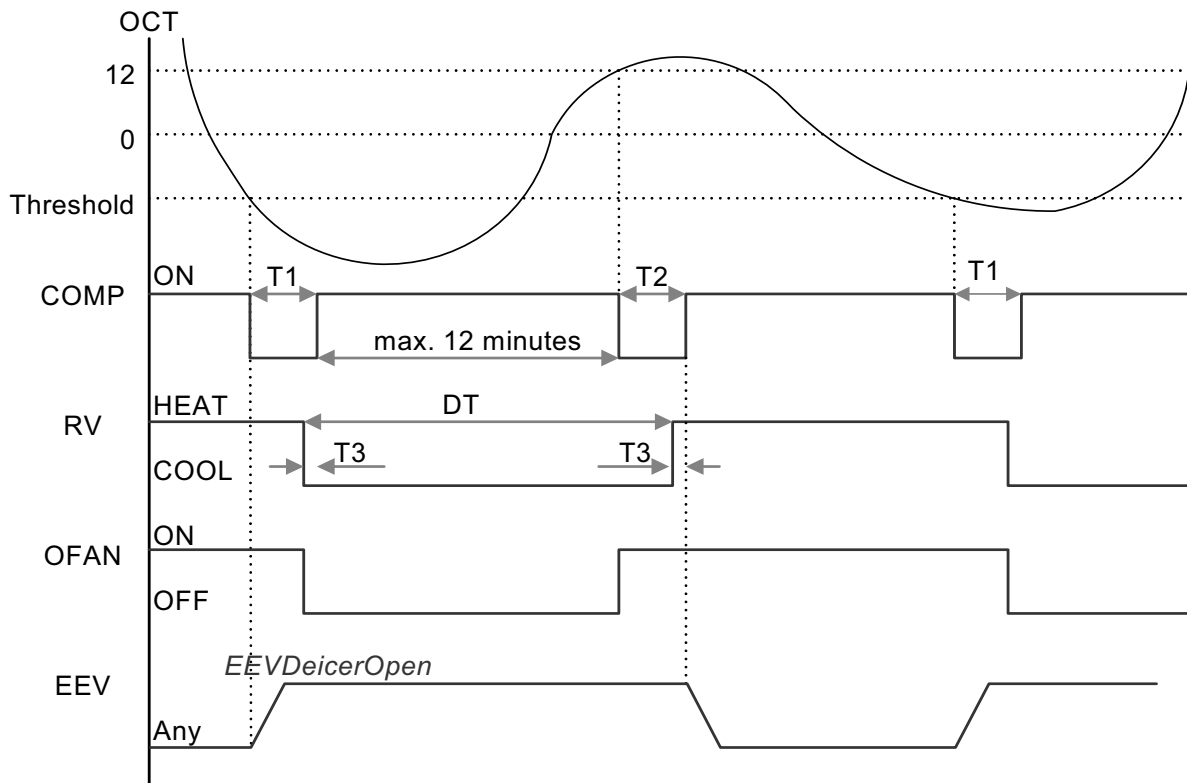 OCT
12
0
Threshold
ON
T1
T2
T1
COMP
max. 12 minutes
HEAT
DT
RV
T3
T3
COOL
ON
OFAN
OFF
EEVDeicerOpen
EEV
Any